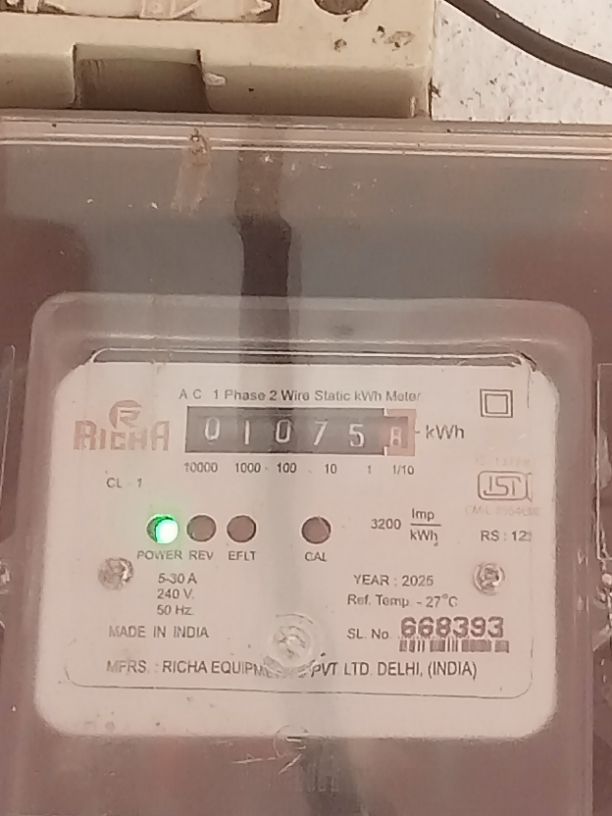 A C 1 Phase 2 Wire Static kWh Meter
R
RICHA
0 1 0 7 5 8 kWh
10000 1000 100 10 1 1/10
CL - 1
ISI
3200 Imp/kWh
RS : 12
POWER REV EFLT CAL
5-30 A
240 V.
50 Hz.
YEAR : 2025
Ref. Temp. - 27°C
MADE IN INDIA
SL. No. 668393
MFRS. : RICHA PVT LTD. DELHI, (INDIA)